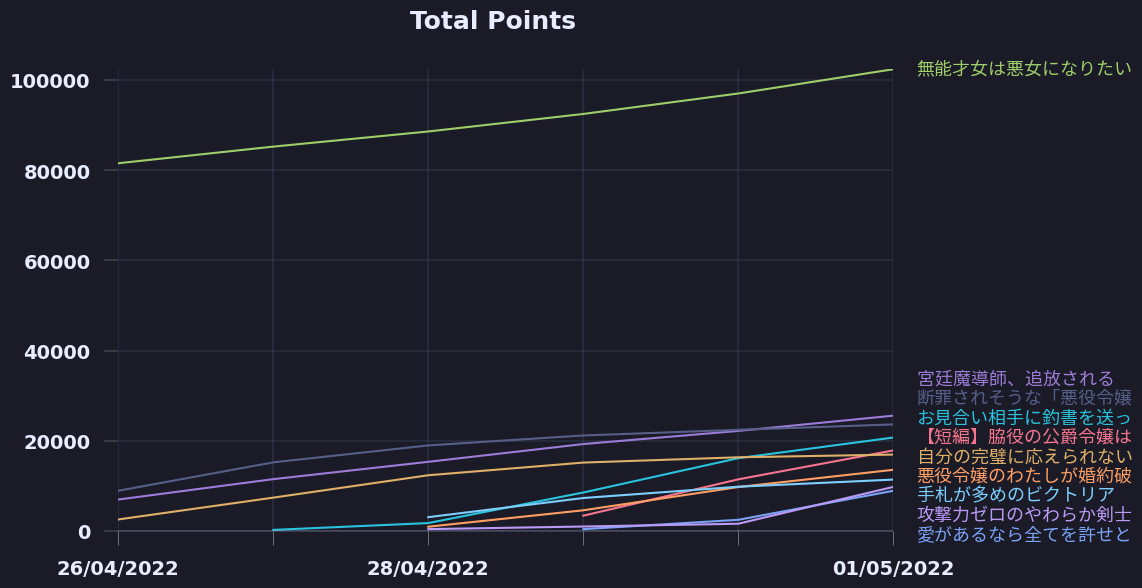 Total Points
100000
80000
60000
40000
20000
0
26/04/2022
28/04/2022
01/05/2022
無能才女は悪女になりたい
宮廷魔導師、追放される
断罪されそうな「悪役令嬢
お見合い相手に釣書を送っ
【短編】脇役の公爵令嬢は
自分の完璧に応えられない
悪役令嬢のわたしが婚約破
手札が多めのビクトリア
攻撃力ゼロのやわらか剣士
愛があるなら全てを許せと